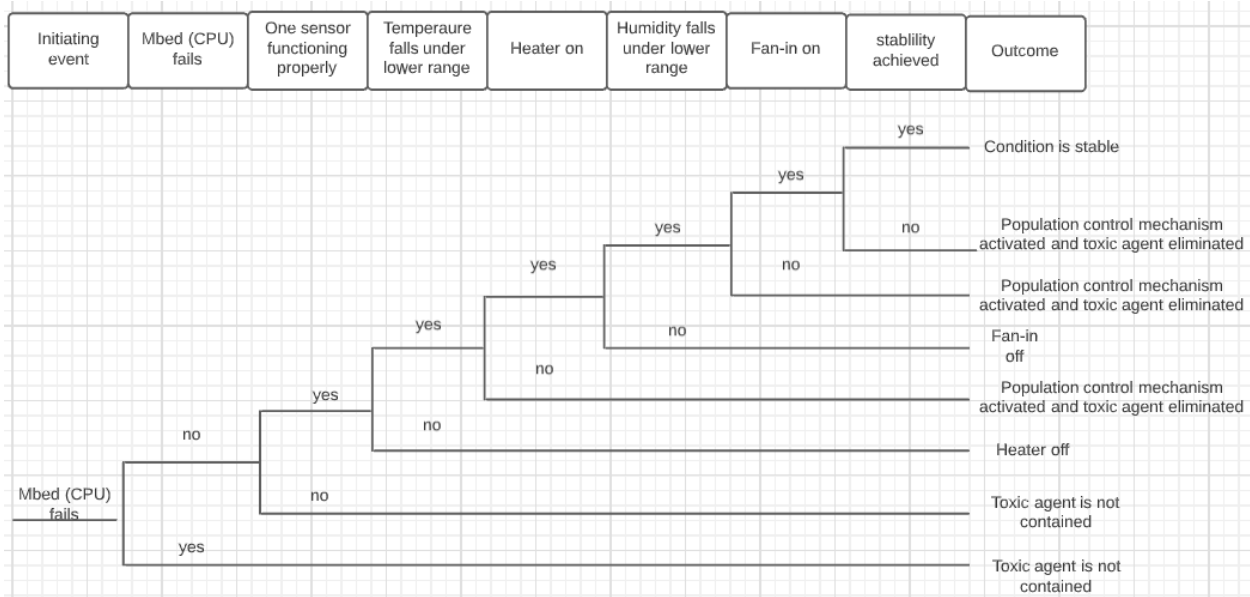 Initiating
event
Mbed (CPU)
fails
One sensor
functioning
properly
Temperaure
falls under
lower range
Heater on
Humidity falls
under lower
range
Fan-in on
stablility
achieved
Outcome
yes
Condition is stable
yes
no
Population control mechanism
activated and toxic agent eliminated
yes
no
Population control mechanism
activated and toxic agent eliminated
yes
no
Fan-in
off
yes
no
Population control mechanism
activated and toxic agent eliminated
yes
no
Heater off
no
Mbed (CPU)
fails
no
Toxic agent is not
contained
yes
Toxic agent is not
contained